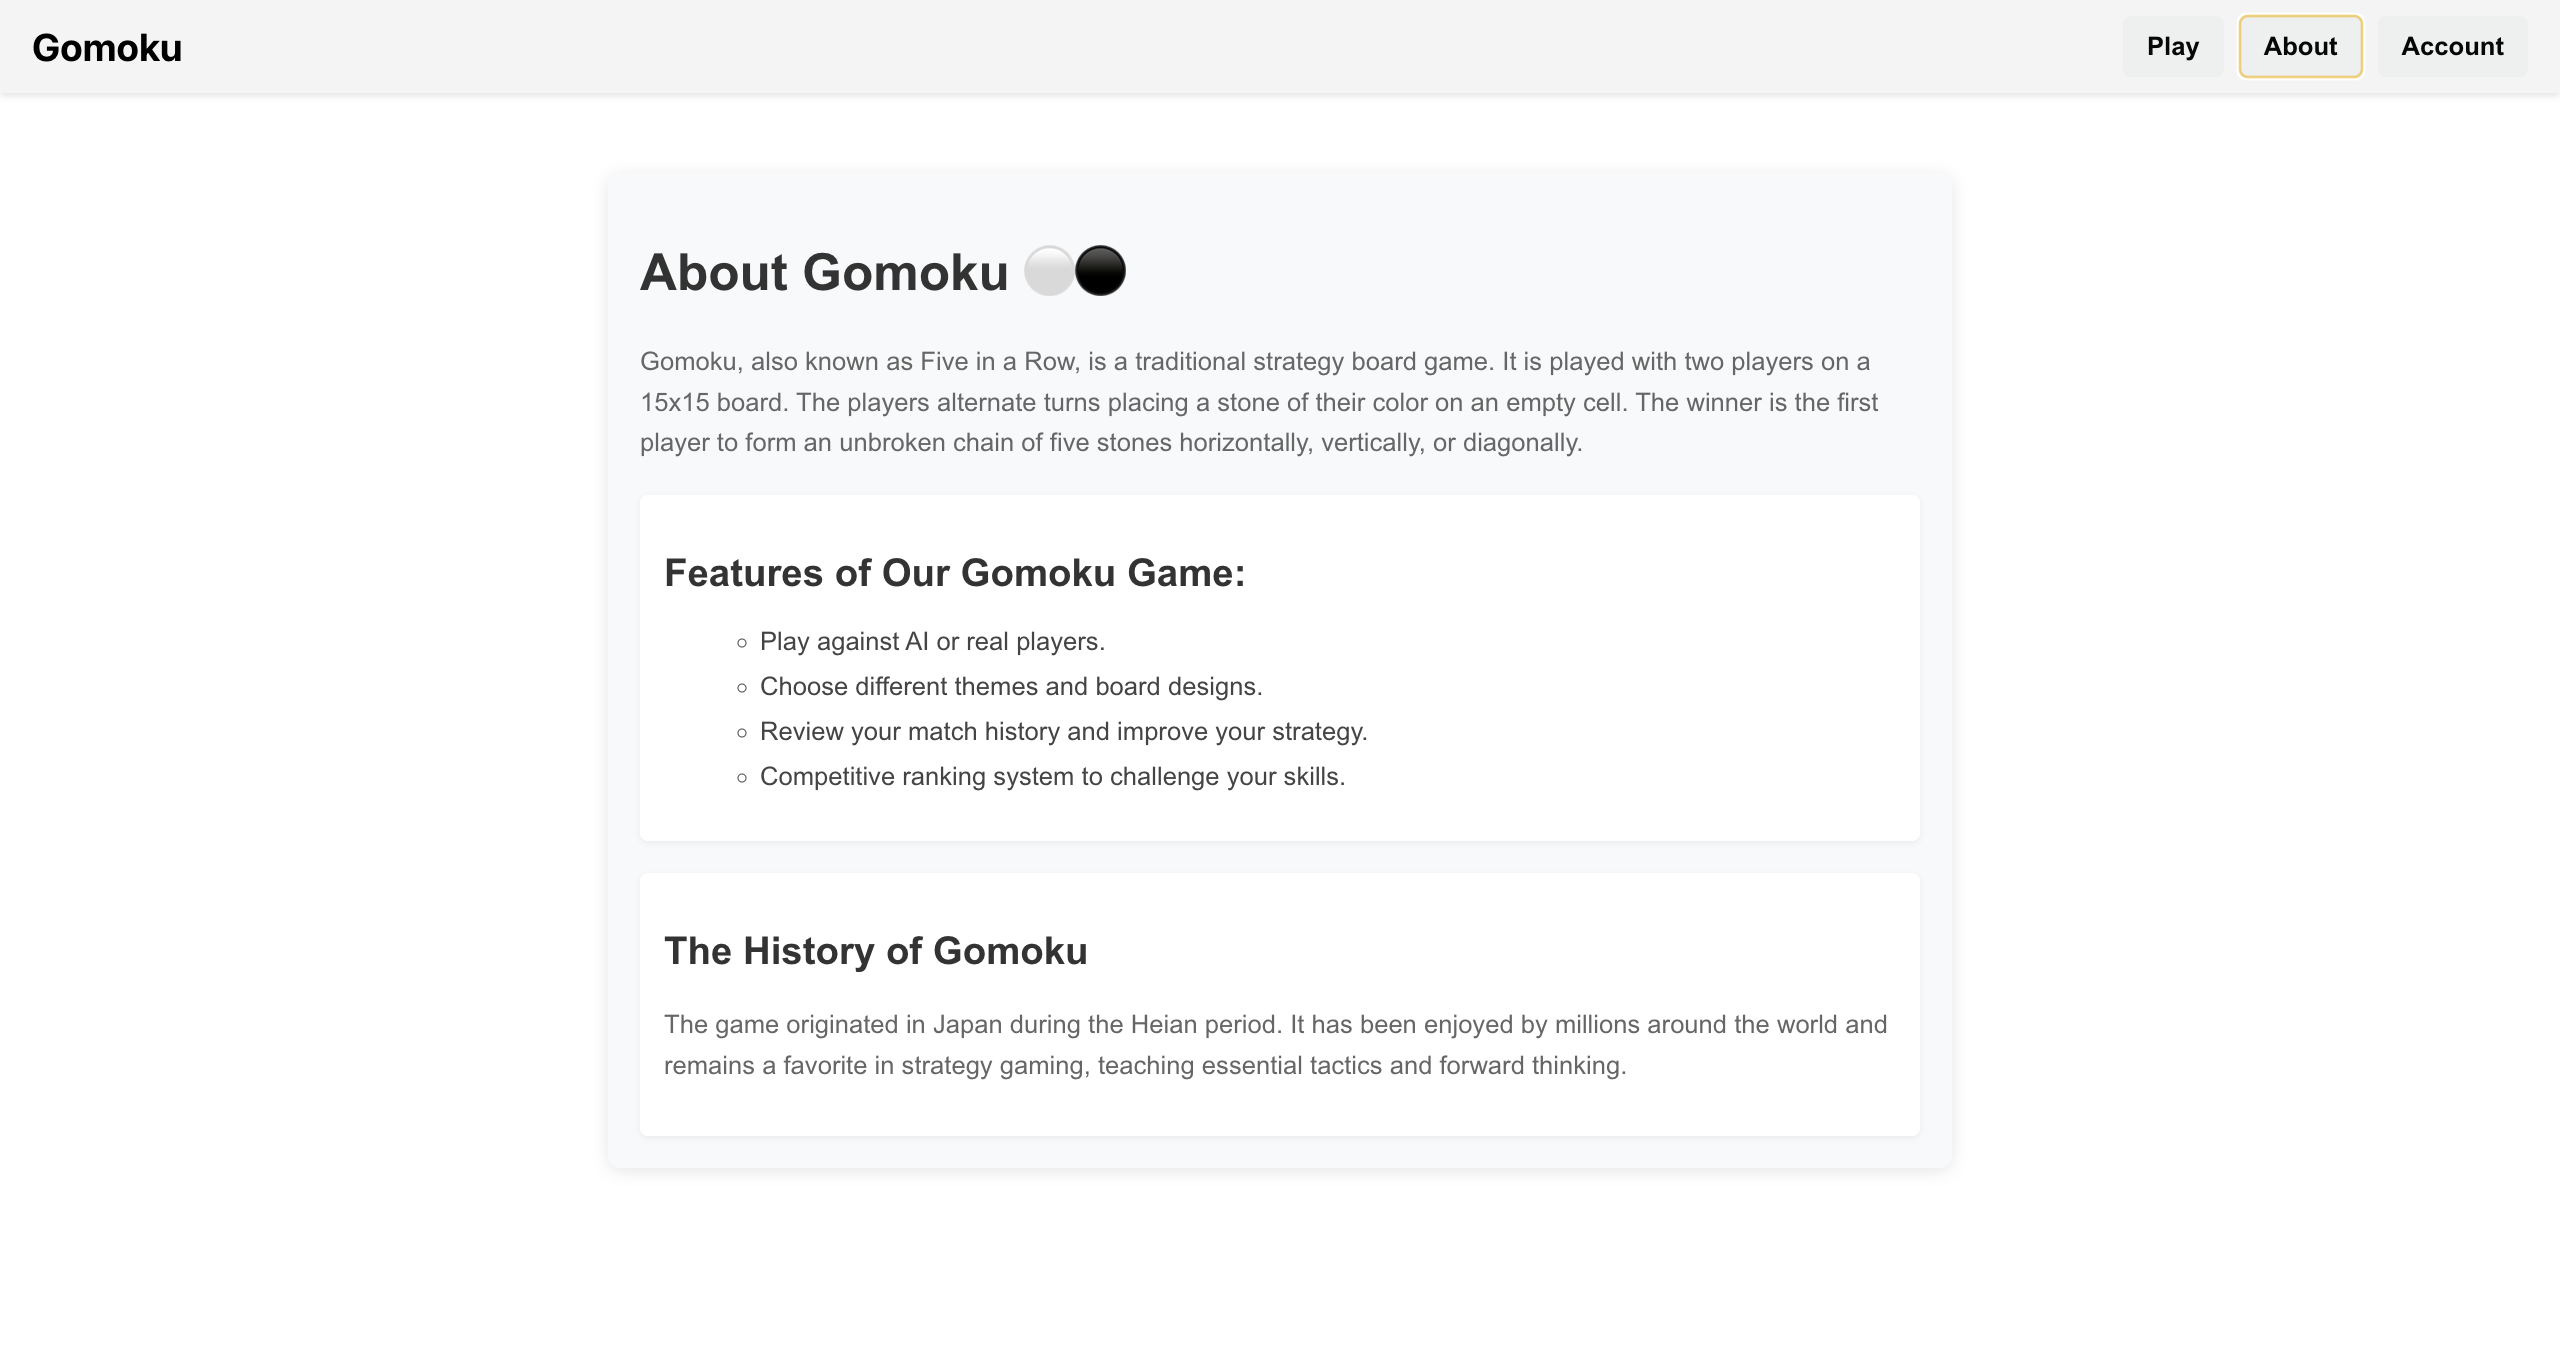 Gomoku
Play
About
Account
About Gomoku
Gomoku, also known as Five in a Row, is a traditional strategy board game. It is played with two players on a
15x15 board. The players alternate turns placing a stone of their color on an empty cell. The winner is the first
player to form an unbroken chain of five stones horizontally, vertically, or diagonally.
Features of Our Gomoku Game:
Play against AI or real players.
Choose different themes and board designs.
Review your match history and improve your strategy.
Competitive ranking system to challenge your skills.
The History of Gomoku
The game originated in Japan during the Heian period. It has been enjoyed by millions around the world and
remains a favorite in strategy gaming, teaching essential tactics and forward thinking.